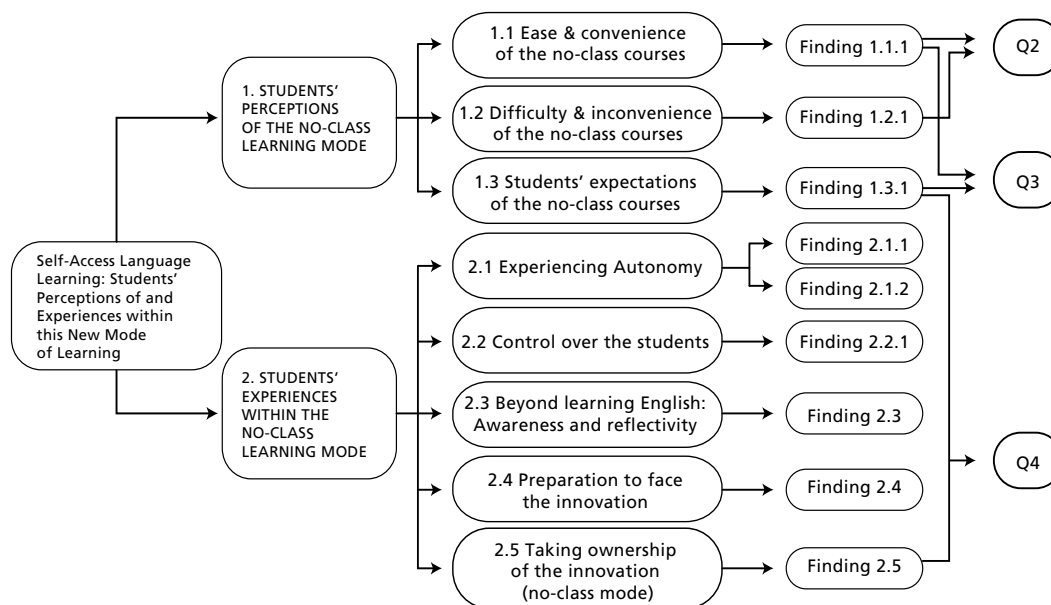 Self-Access Language
Learning: Students'
Perceptions of and
Experiences within
this New Mode
of Learning
1. STUDENTS'
PERCEPTIONS
OF THE NO-CLASS
LEARNING MODE
1.1 Ease & convenience
of the no-class courses
Finding 1.1.1
1.2 Difficulty & inconvenience
of the no-class courses
Finding 1.2.1
1.3 Students' expectations
of the no-class courses
Finding 1.3.1
2. STUDENTS'
EXPERIENCES
WITHIN THE
NO-CLASS
LEARNING MODE
2.1 Experiencing Autonomy
Finding 2.1.1
Finding 2.1.2
2.2 Control over the students
Finding 2.2.1
2.3 Beyond learning English:
Awareness and reflectivity
Finding 2.3
2.4 Preparation to face
the innovation
Finding 2.4
2.5 Taking ownership
of the innovation
(no-class mode)
Finding 2.5
Q2
Q3
Q4